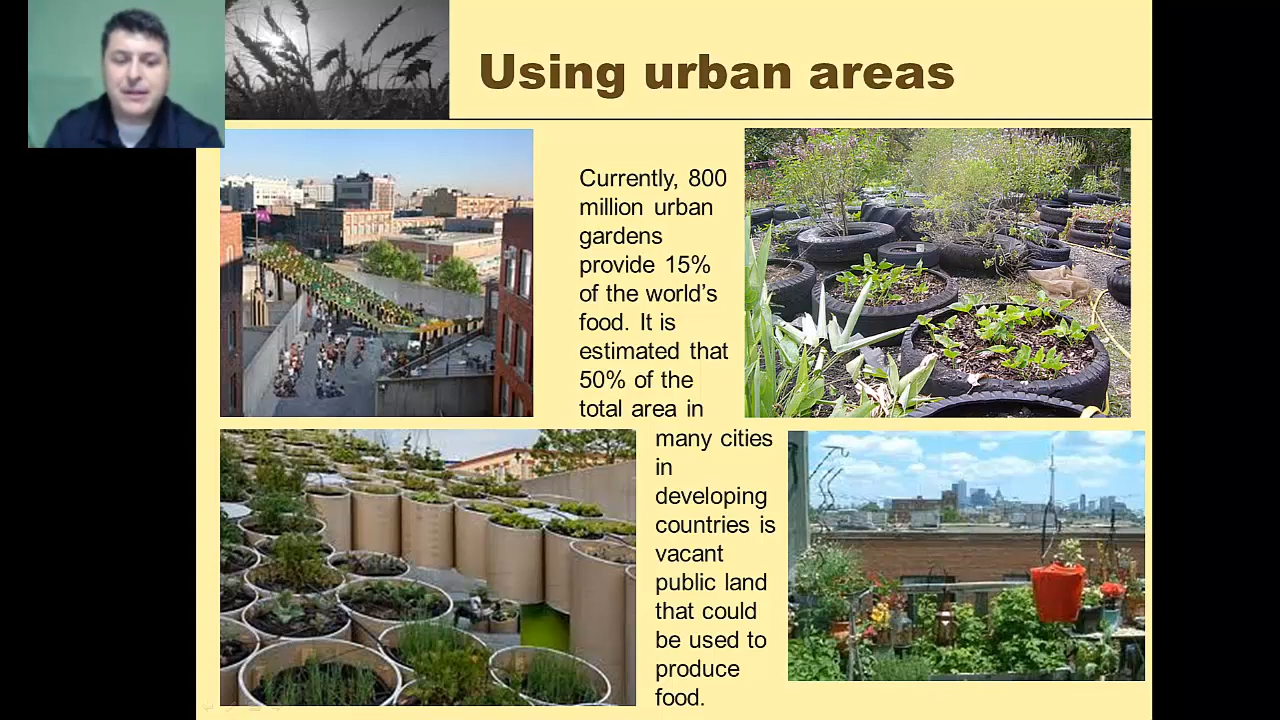 Using urban areas
Currently, 800
million urban
gardens
provide 15%
of the world's
food. It is
estimated that
50% of the
total area in
many cities
in
developing
countries is
vacant
public land
that could
be used to
produce
food.